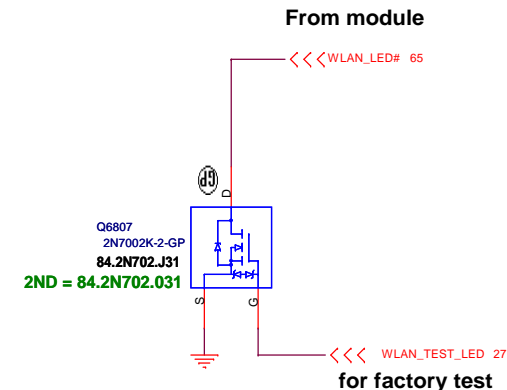 From module
WLAN_LED# 65
GP
D
Q6807
2N7002K-2-GP
84.2N702.J31
2ND = 84.2N702.031
S
G
WLAN_TEST_LED 27
for factory test